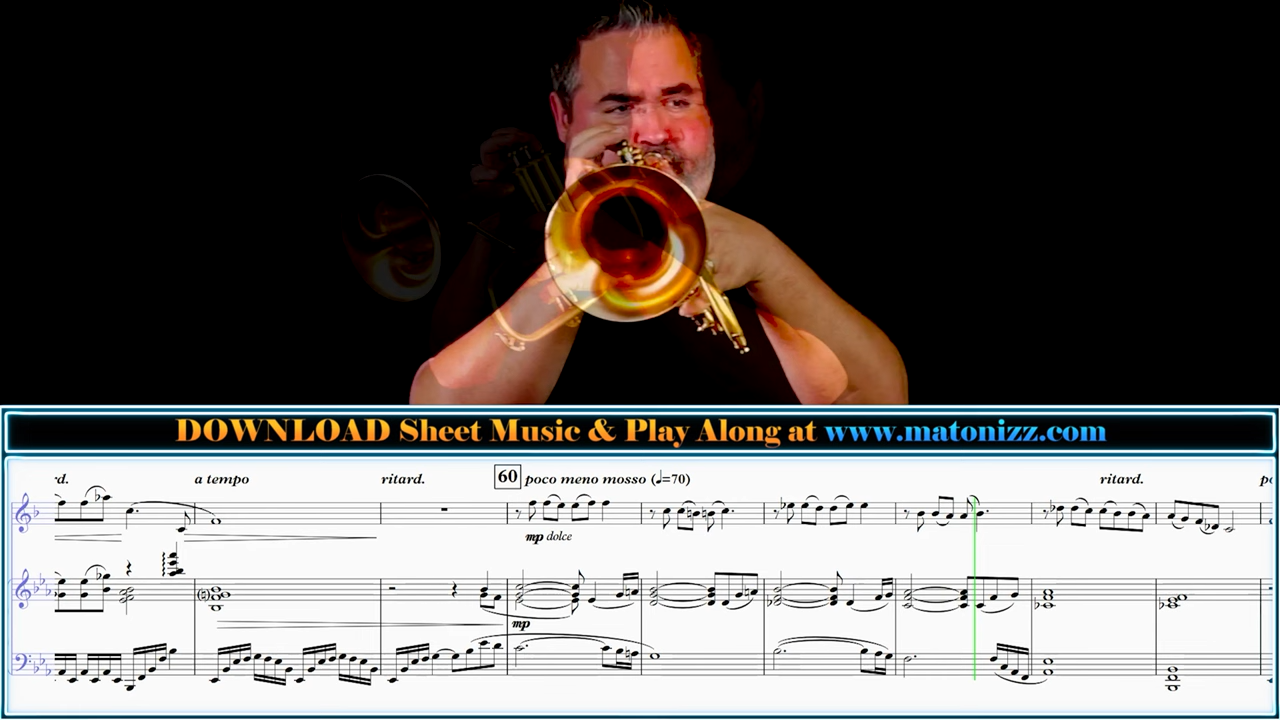 DOWNLOAD Sheet Music & Play Along at www.matonizz.com
rd. a tempo ritard. 60 poco meno mosso (♩=70) ritard.
mp dolce
mp